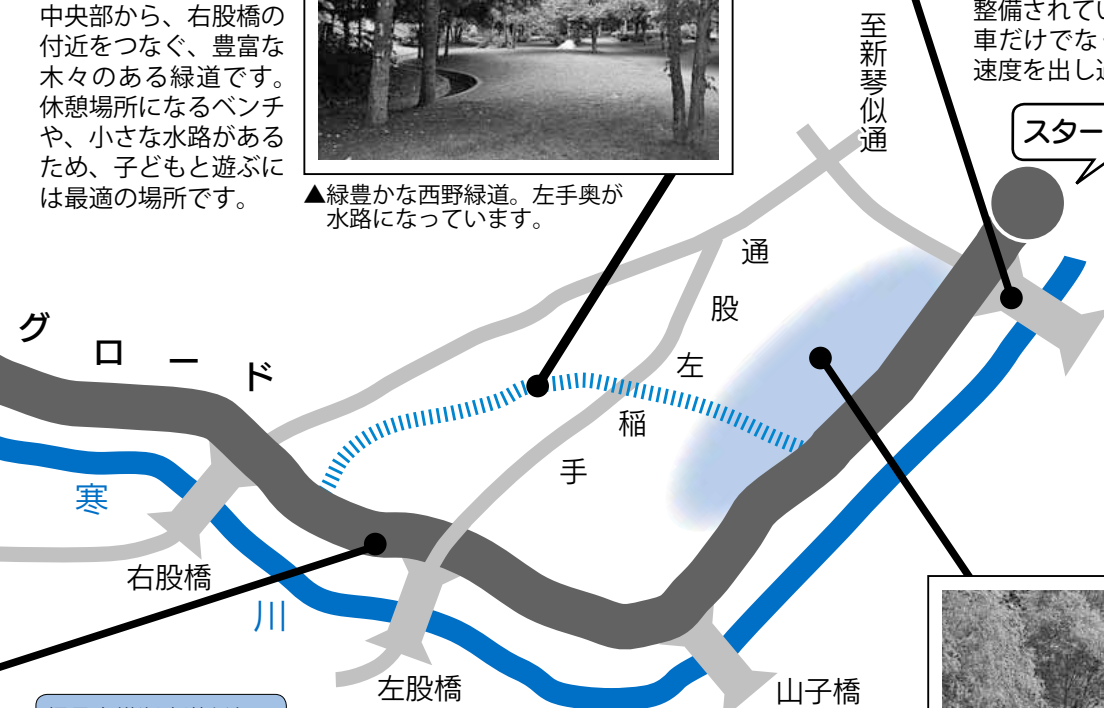 中央部から、右股橋の
付近をつなぐ、豊富な
木々のある緑道です。
休憩場所になるベンチ
や、小さな水路がある
ため、子どもと遊ぶに
は最適の場所です。
▲緑豊かな西野緑道。左手奥が
水路になっています。
至新琴似通
整備されてい
車だけでな
速度を出し過
スター
グロード
通
股
左
稲
手
寒
川
右股橋
左股橋
山子橋